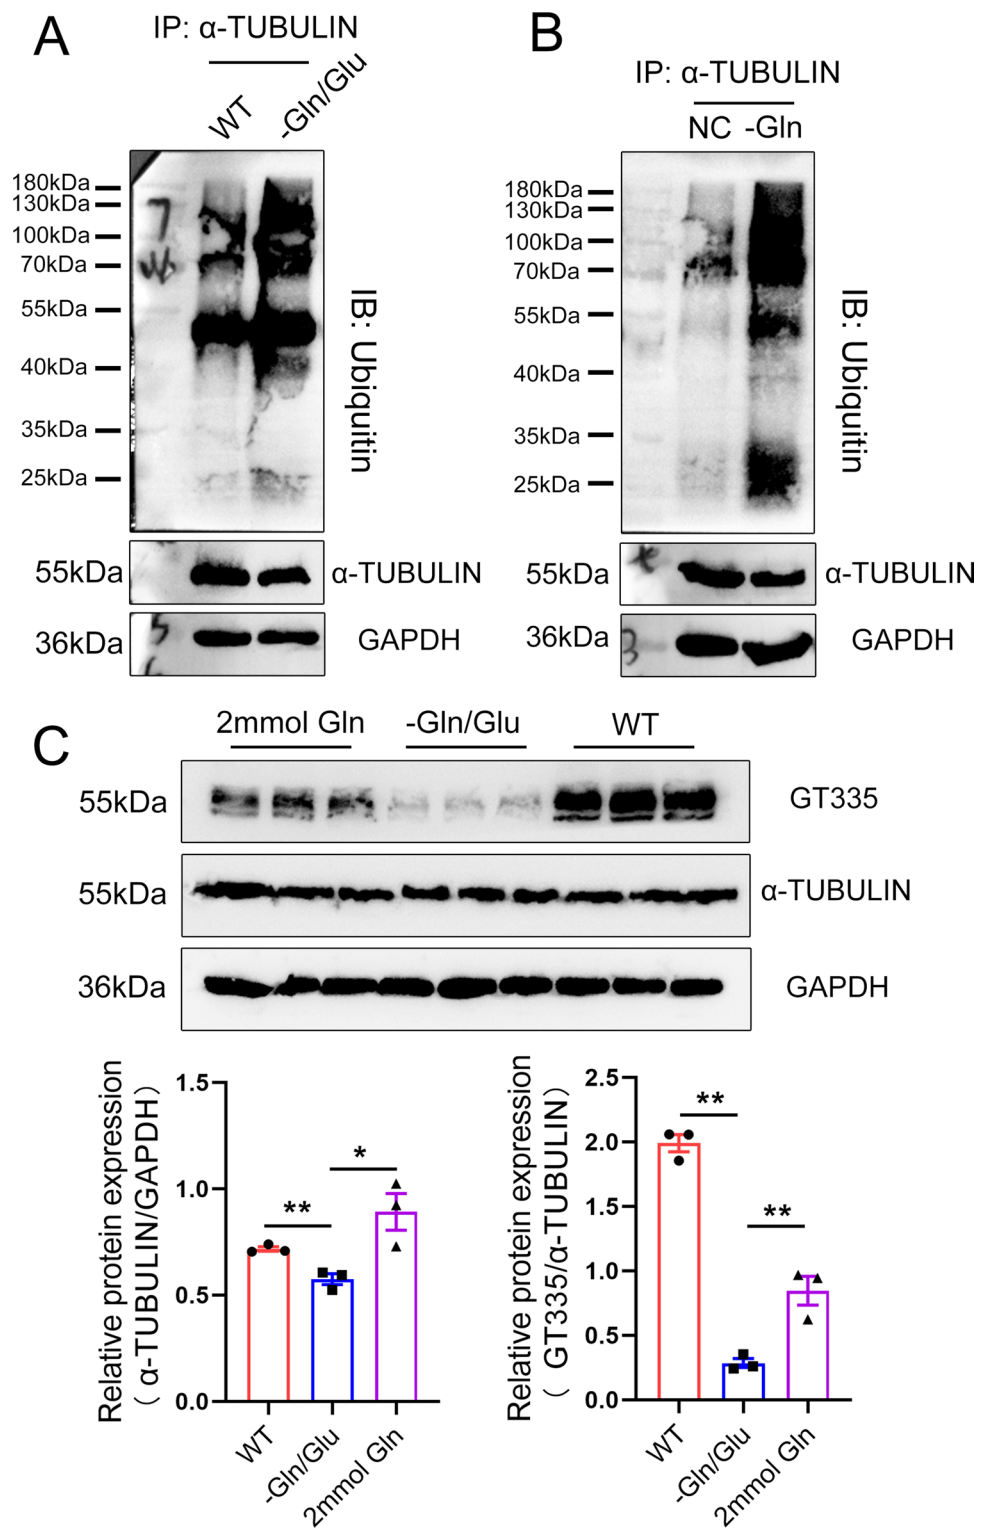 A
IP: α-TUBULIN
WT
-Gln/Glu
180kDa
130kDa
100kDa
70kDa
55kDa
40kDa
35kDa
25kDa
IB: Ubiquitin
55kDa
α-TUBULIN
36kDa
GAPDH
B
IP: α-TUBULIN
NC -Gln
180kDa
130kDa
100kDa
70kDa
55kDa
40kDa
35kDa
25kDa
IB: Ubiquitin
55kDa
α-TUBULIN
36kDa
GAPDH
C
2mmol Gln
-Gln/Glu
WT
55kDa
GT335
55kDa
α-TUBULIN
36kDa
GAPDH
Relative protein expression
（α-TUBULIN/GAPDH）
1.5
1.0
0.5
0.0
**
*
WT
-Gln/Glu
2mmol Gln
Relative protein expression
（ GT335/α-TUBULIN）
2.5
2.0
1.5
1.0
0.5
0.0
**
**
WT
-Gln/Glu
2mmol Gln